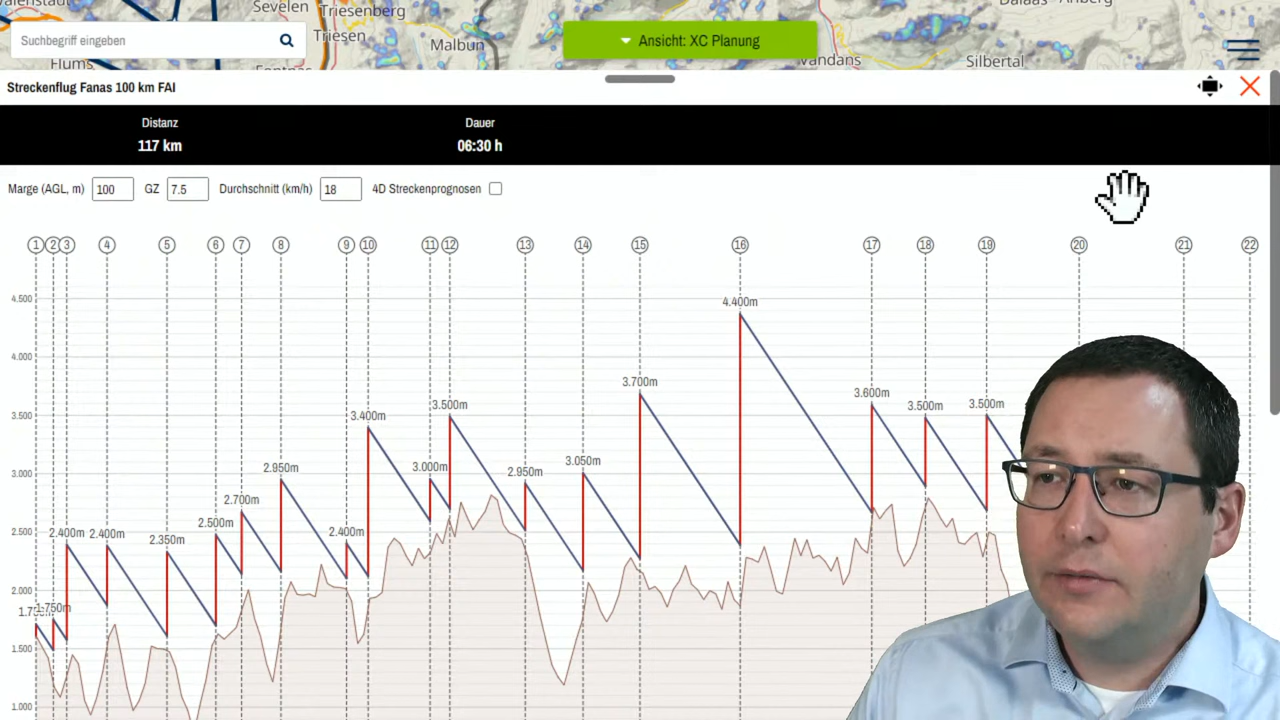 Sevelen
Triesenberg
Triesen
Malbun
Flums
Vandans
Silbertal
Suchbegriff eingeben
Ansicht: XC Planung
Streckenflug Fanas 100 km FAI
Distanz
117 km
Dauer
06:30 h
Marge (AGL, m) 100 GZ 7.5 Durchschnitt (km/h) 18 4D Streckenprognosen
1 2 3 4 5 6 7 8 9 10 11 12 13 14 15 16 17 18 19 20 21 22
4.500
4.400m
4.000
3.700m
3.600m
3.500 3.400m 3.500m 3.500m 3.500m
3.000 2.950m 3.000m 2.950m 3.050m
2.700m
2.500 2.400m 2.400m 2.350m 2.500m 2.400m
2.000
1.750m
1.500
1.000